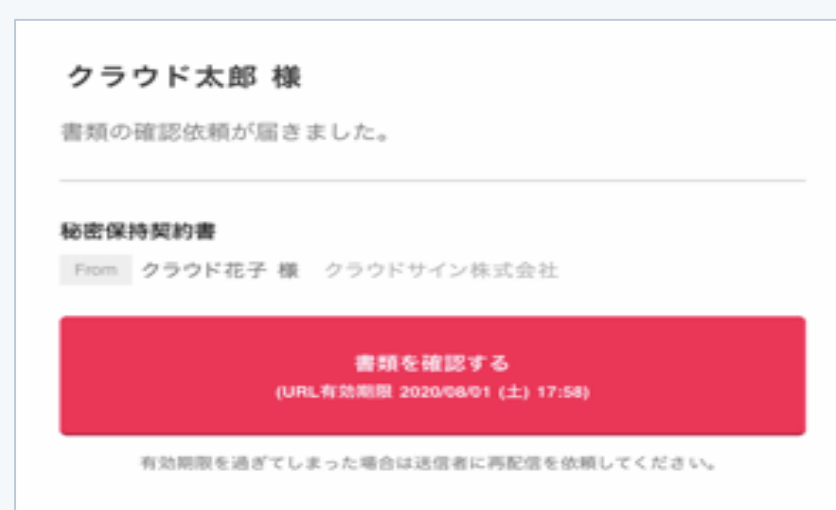 クラウド太郎 様
書類の確認依頼が届きました。
秘密保持契約書
From クラウド花子 様 クラウドサイン株式会社
書類を確認する
(URL有効期限 2020/08/01 (土) 17:58)
有効期限を過ぎてしまった場合は送信者に再配信を依頼してください。